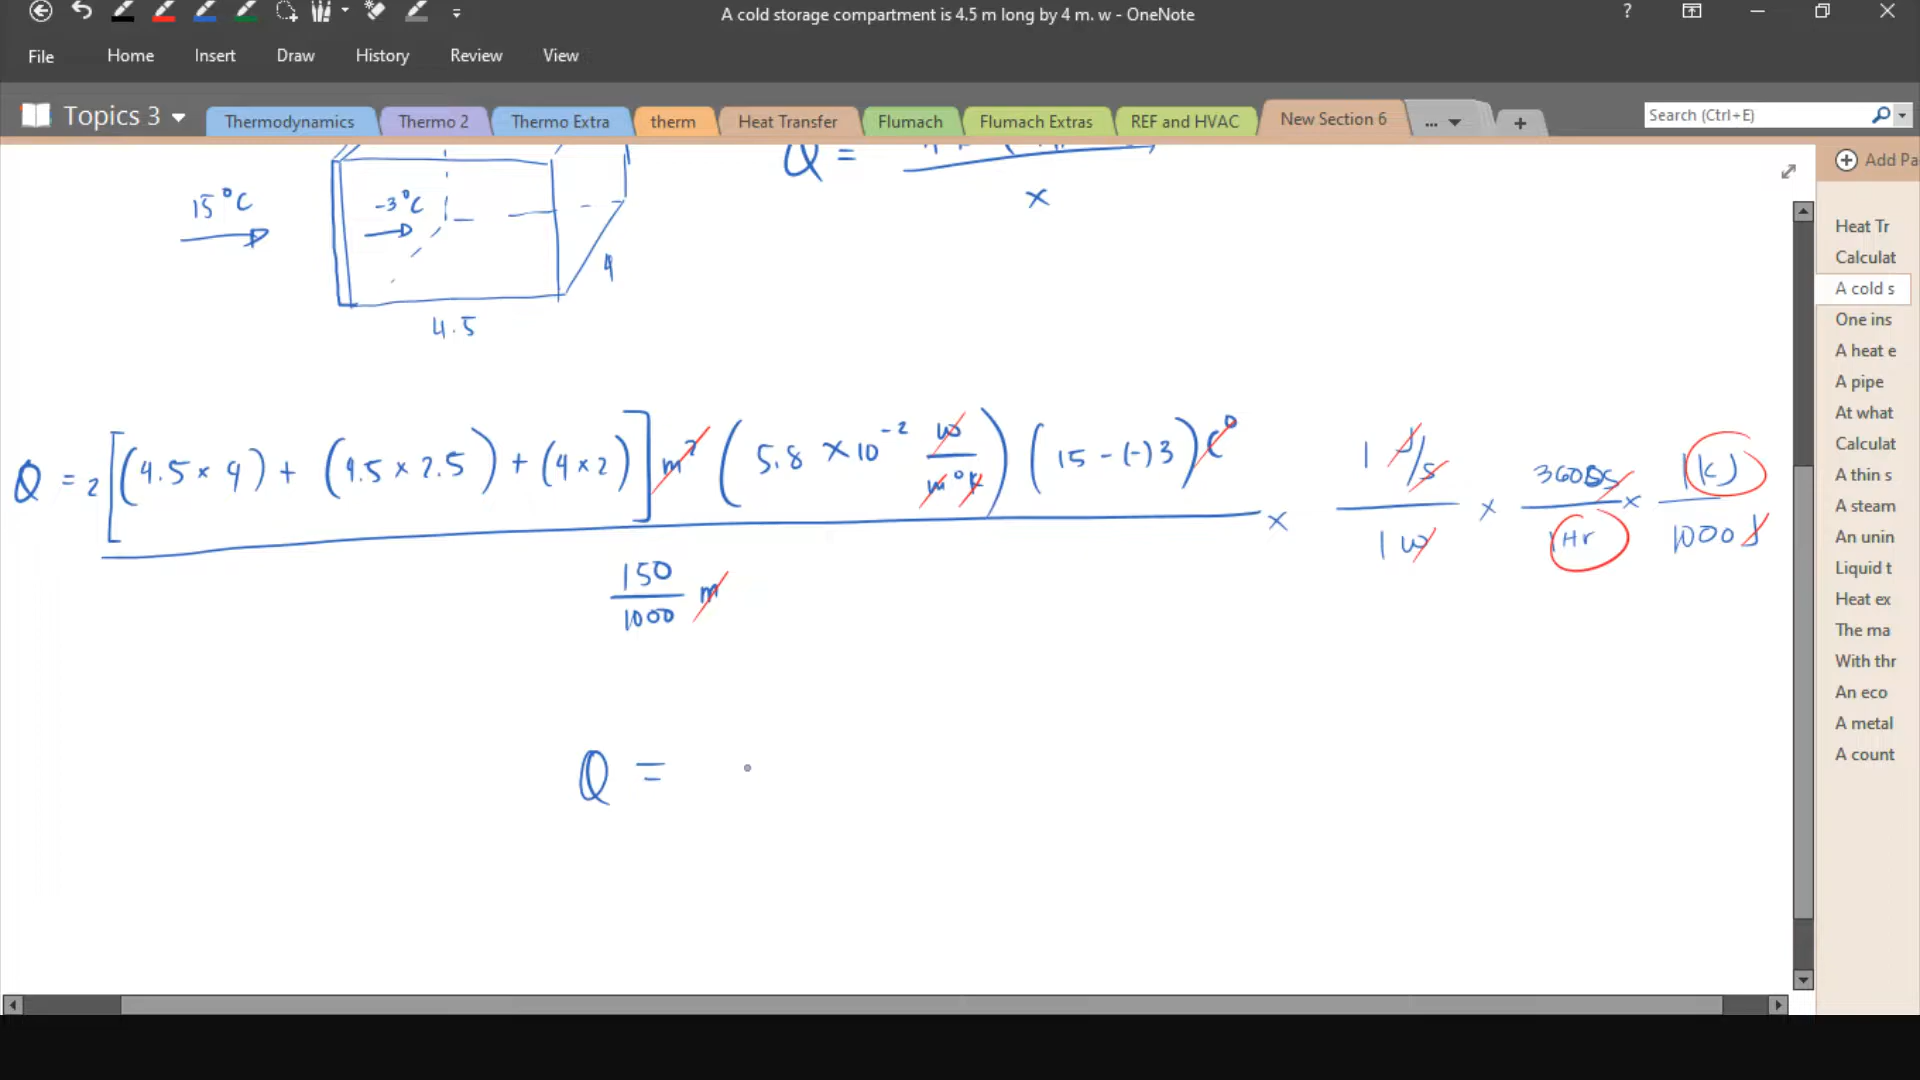 A cold storage compartment is 4.5 m long by 4 m. w - OneNote
?
File Home Insert Draw History Review View
Topics 3
Thermodynamics Thermo 2 Thermo Extra therm Heat Transfer Flumach Flumach Extras REF and HVAC New Section 6 ... +
Search (Ctrl+E)
Add Pa
Heat Tr
Calculat
A cold s
One ins
A heat e
A pipe
At what
Calculat
A thin s
A steam
An unin
Liquid t
Heat ex
The ma
With thr
An eco
A metal
A count
Q =
x
15°C
-3°C
4
4.5
Q = 2 [(4.5 × 4) + (4.5 × 2.5) + (4 × 2)] m² (5.8 × 10⁻² w / m°k) (15 - (-) 3) C° × 1 J/s / 1 w × 3600 s / 1 Hr × 1 kJ / 1000 J
150 / 1000 m
Q =